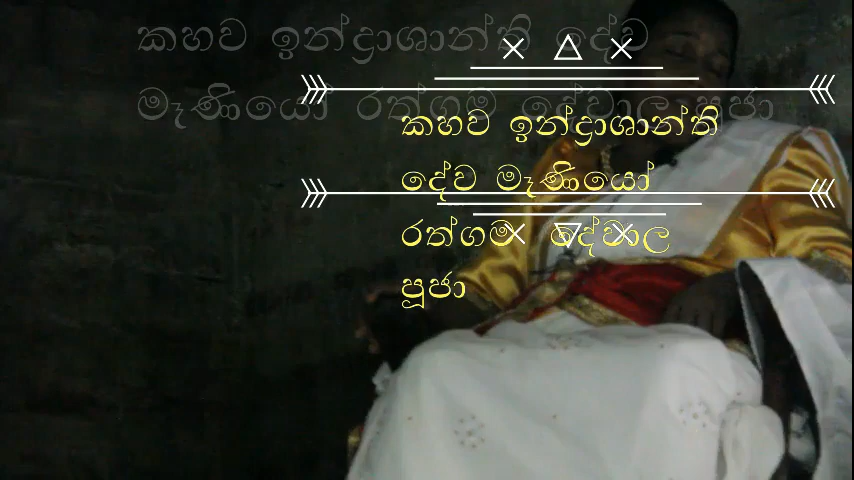 කහව ඉන්ද්‍රාශාන්ති දේව
මෑණියෝ රත්ගම දේවාල පූජා
කහව ඉන්ද්‍රාශාන්ති
දේව මෑණියෝ
රත්ගම දේවාල
පූජා